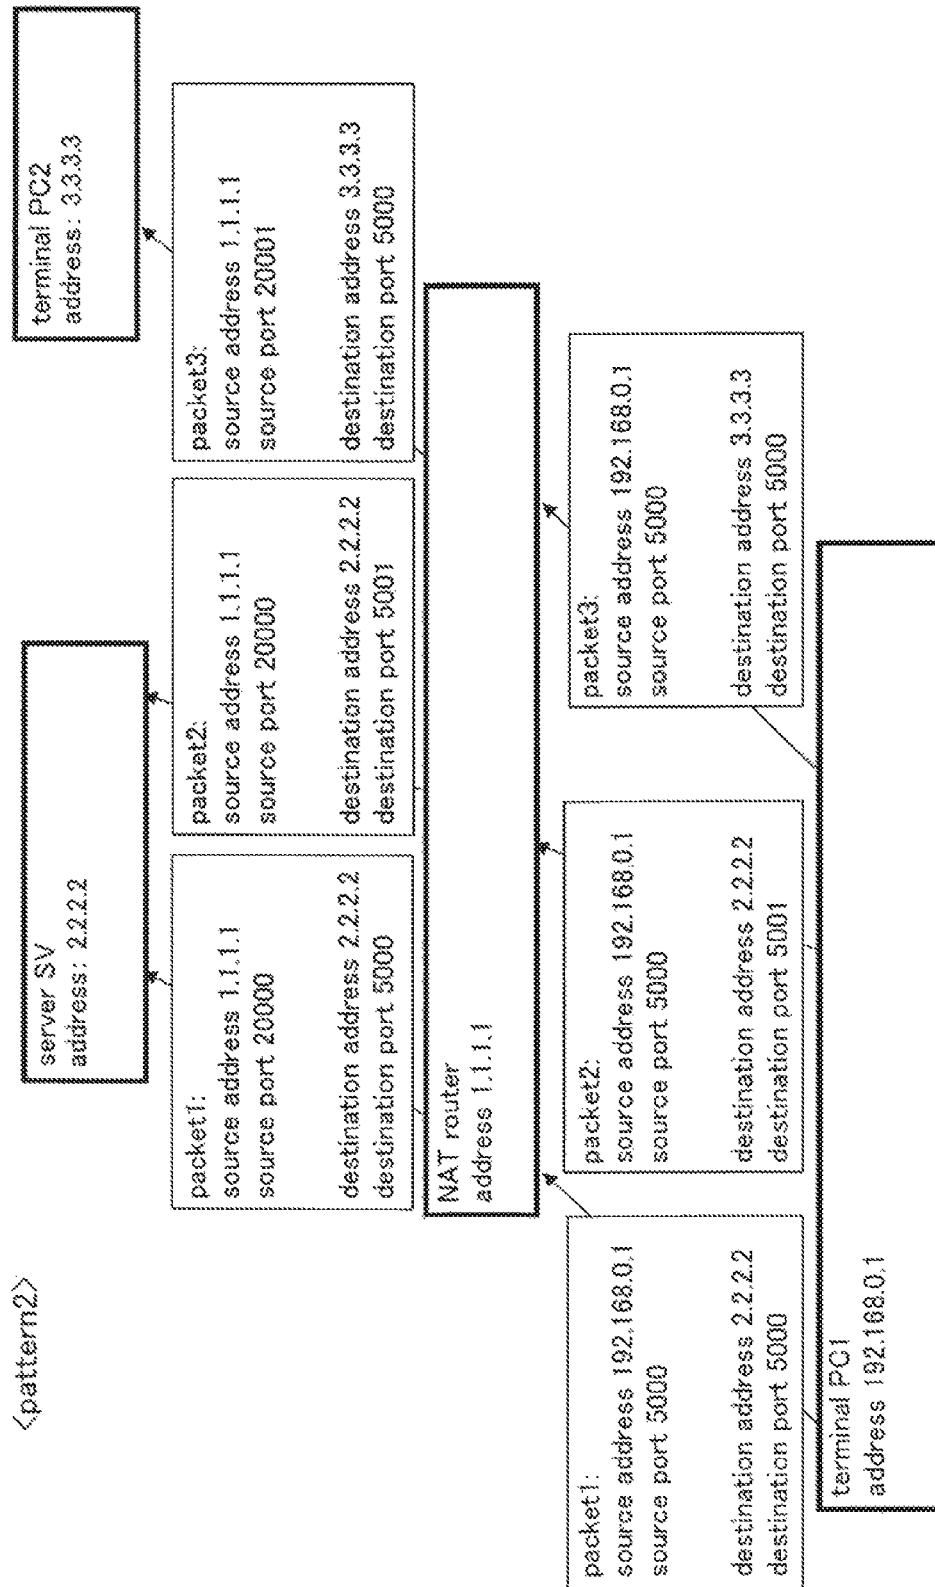 <pattern2>
server SV
address: 2.2.2.2
terminal PC2
address: 3.3.3.3
packet1:
source address 1.1.1.1
source port 20000
destination address 2.2.2.2
destination port 5000
packet2:
source address 1.1.1.1
source port 20000
destination address 2.2.2.2
destination port 5001
packet3:
source address 1.1.1.1
source port 20001
destination address 3.3.3.3
destination port 5000
NAT router
address 1.1.1.1
packet1:
source address 192.168.0.1
source port 5000
destination address 2.2.2.2
destination port 5000
packet2:
source address 192.168.0.1
source port 5000
destination address 2.2.2.2
destination port 5001
packet3:
source address 192.168.0.1
source port 5000
destination address 3.3.3.3
destination port 5000
terminal PC1
address 192.168.0.1